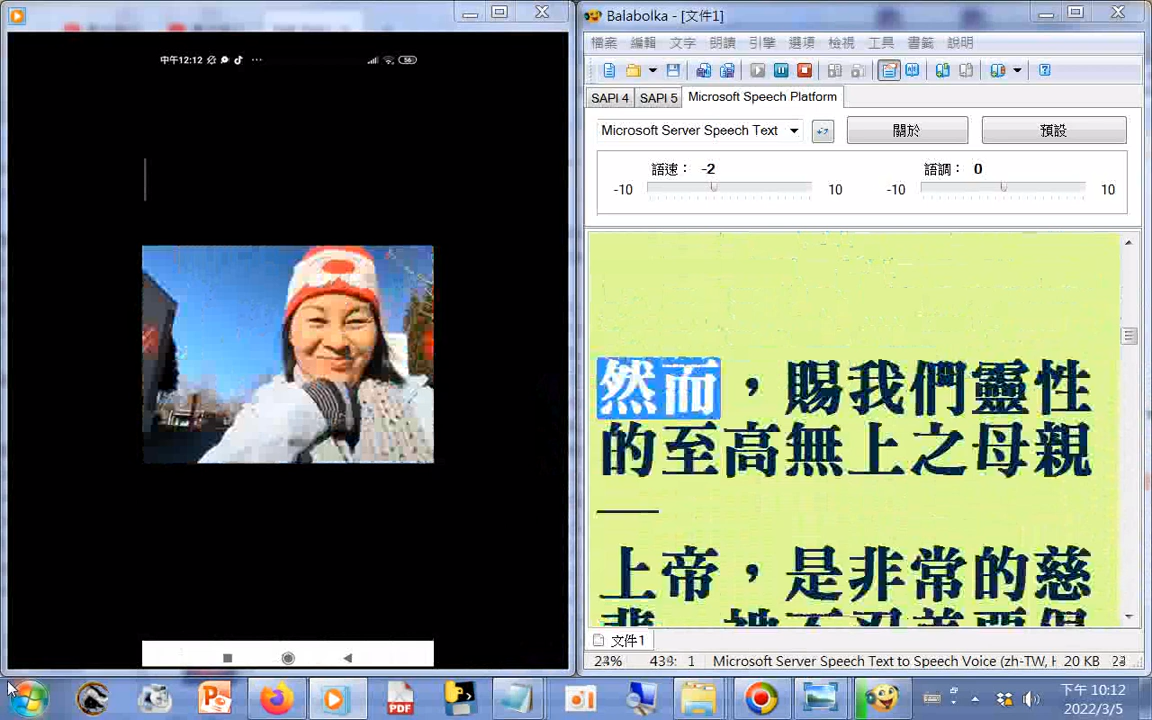 Balabolka - [文件1]
檔案 編輯 文字 朗讀 引擎 選項 檢視 工具 書籤 說明
中午12:12 56
SAPI 4 SAPI 5 Microsoft Speech Platform
Microsoft Server Speech Text 關於 預設
語速： -2 語調： 0
-10 10 -10 10
然而，賜我們靈性
的至高無上之母親
——
上帝，是非常的慈
文件1
23% 439: 1 Microsoft Server Speech Text to Speech Voice (zh-TW, H 20 KB
PDF
下午 10:12
2022/3/5